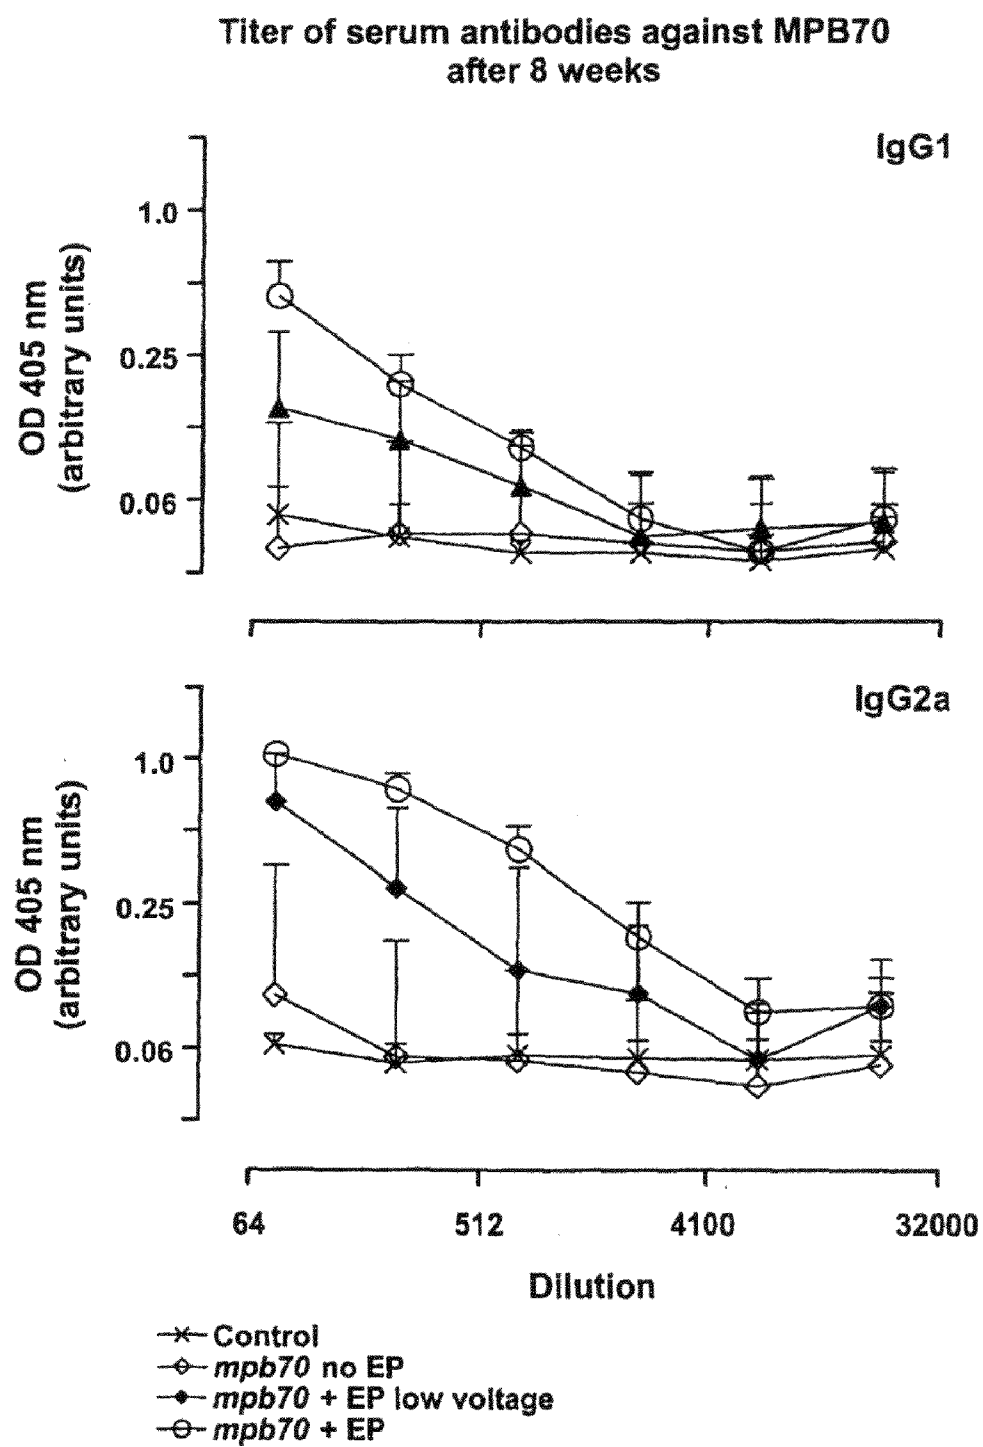 Titer of serum antibodies against MPB70
after 8 weeks
IgG1
1.0
0.25
0.06
OD 405 nm
(arbitrary units)
IgG2a
1.0
0.25
0.06
OD 405 nm
(arbitrary units)
64 512 4100 32000
Dilution
Control
mpb70 no EP
mpb70 + EP low voltage
mpb70 + EP